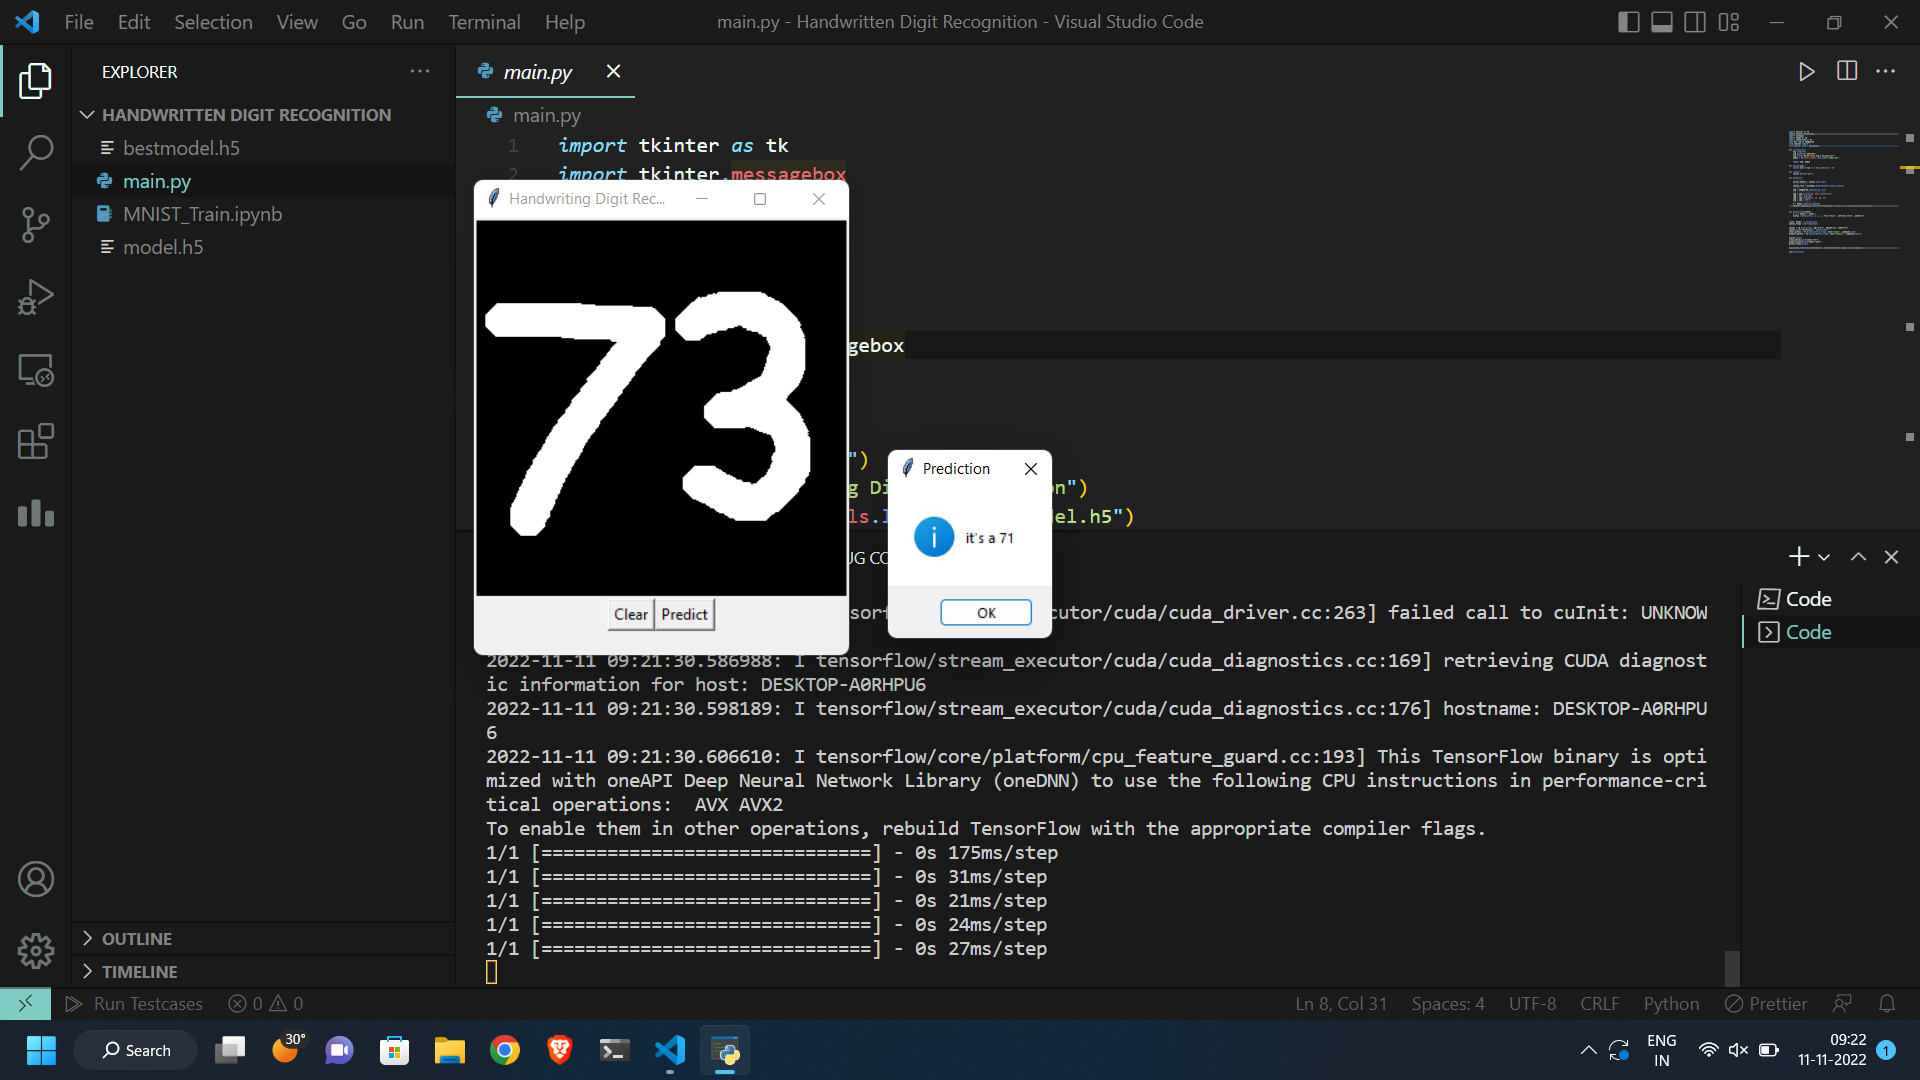 File Edit Selection View Go Run Terminal Help
main.py - Handwritten Digit Recognition - Visual Studio Code
EXPLORER
HANDWRITTEN DIGIT RECOGNITION
bestmodel.h5
main.py
MNIST_Train.ipynb
model.h5
OUTLINE
TIMELINE
main.py
main.py
1 import tkinter as tk
2 import tkinter.messagebox
gebox
")
g Di
n")
ls.
el.h5")
Handwriting Digit Rec...
73
Clear Predict
Prediction
it's a 71
OK
utor/cuda/cuda_driver.cc:263] failed call to cuInit: UNKNOW
2022-11-11 09:21:30.586988: I tensorflow/stream_executor/cuda/cuda_diagnostics.cc:169] retrieving CUDA diagnost
ic information for host: DESKTOP-A0RHPU6
2022-11-11 09:21:30.598189: I tensorflow/stream_executor/cuda/cuda_diagnostics.cc:176] hostname: DESKTOP-A0RHPU
6
2022-11-11 09:21:30.606610: I tensorflow/core/platform/cpu_feature_guard.cc:193] This TensorFlow binary is opti
mized with oneAPI Deep Neural Network Library (oneDNN) to use the following CPU instructions in performance-cri
tical operations:  AVX AVX2
To enable them in other operations, rebuild TensorFlow with the appropriate compiler flags.
1/1 [==============================] - 0s 175ms/step
1/1 [==============================] - 0s 31ms/step
1/1 [==============================] - 0s 21ms/step
1/1 [==============================] - 0s 24ms/step
1/1 [==============================] - 0s 27ms/step
Code
Code
Run Testcases 0 0
Ln 8, Col 31 Spaces: 4 UTF-8 CRLF Python Prettier
Search
30°
ENG
IN
09:22
11-11-2022
1